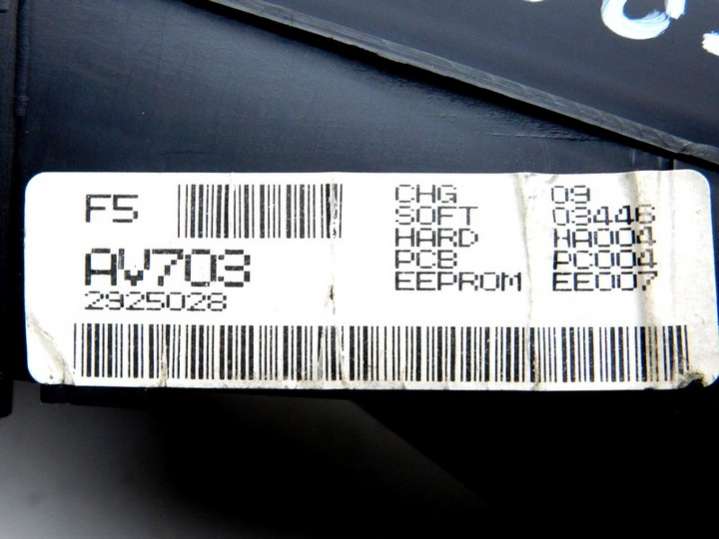 F5
AV703
2925028
CHG 09
SOFT 03446
HARD HA004
PCB PC004
EEPROM EE007